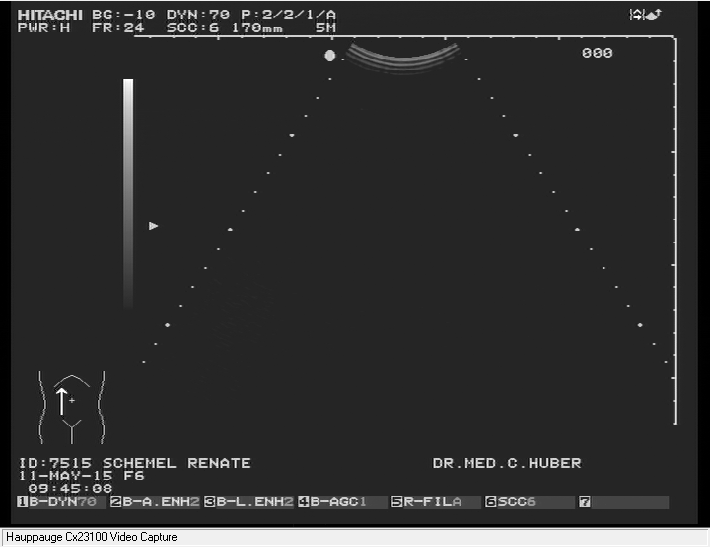 HITACHI BG:-10 DYN:70 P:2/2/1/A
PWR:H FR:24 SCC:6 170mm 5M
000
ID:7515 SCHEMEL RENATE
DR.MED.C.HUBER
11-MAY-15 F6
09:45:08
1B-DYN70 2B-A.ENH2 3B-L.ENH2 4B-AGC1 5R-FILA 6SCC6 7
Hauppauge Cx23100 Video Capture